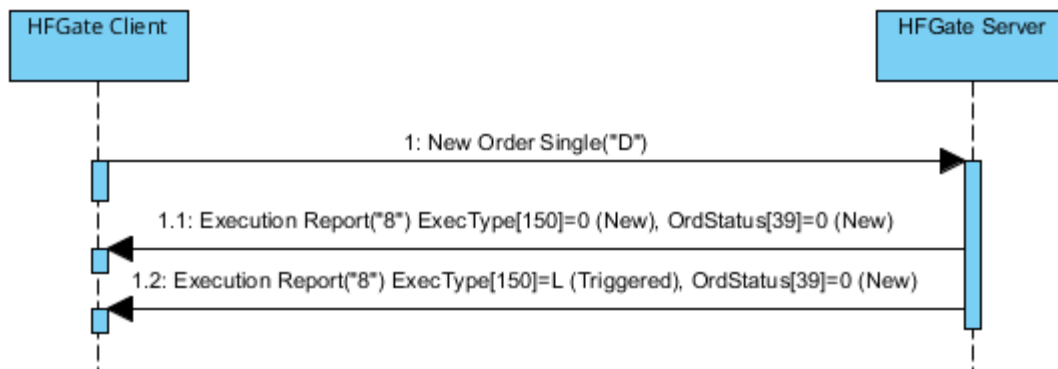 HFGate Client
HFGate Server
1: New Order Single("D")
1.1: Execution Report("8") ExecType[150]=0 (New), OrdStatus[39]=0 (New)
1.2: Execution Report("8") ExecType[150]=L (Triggered), OrdStatus[39]=0 (New)